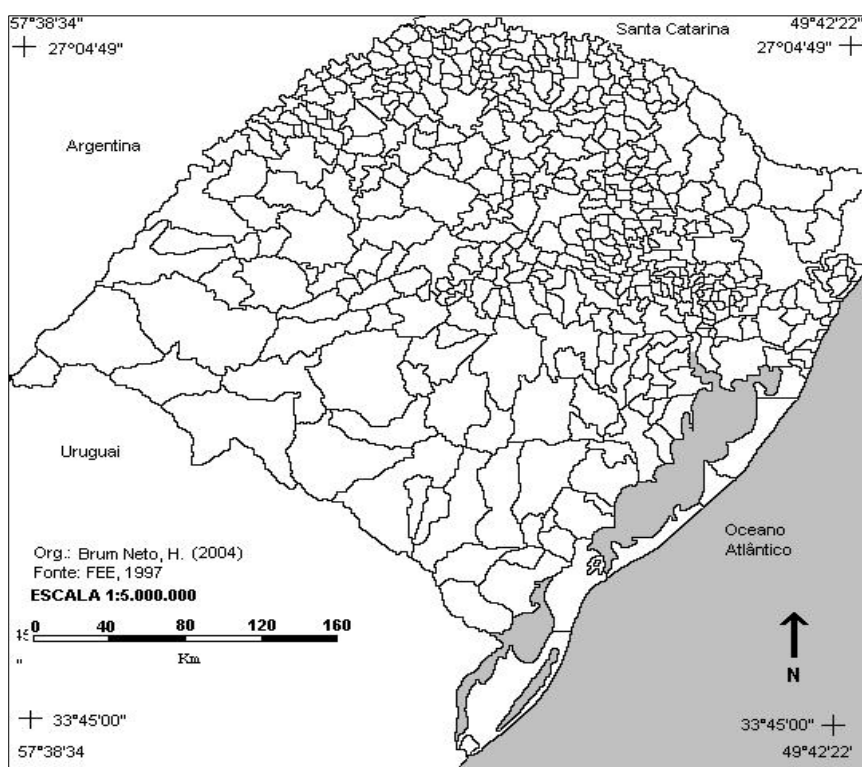 57°38'34"
27°04'49"
Santa Catarina
49°42'22"
27°04'49"
Argentina
Uruguai
Oceano
Atlântico
Org.: Brum Neto, H. (2004)
Fonte: FEE, 1997
ESCALA 1:5.000.000
0 40 80 120 160
Km
N
33°45'00"
57°38'34
33°45'00"
49°42'22"